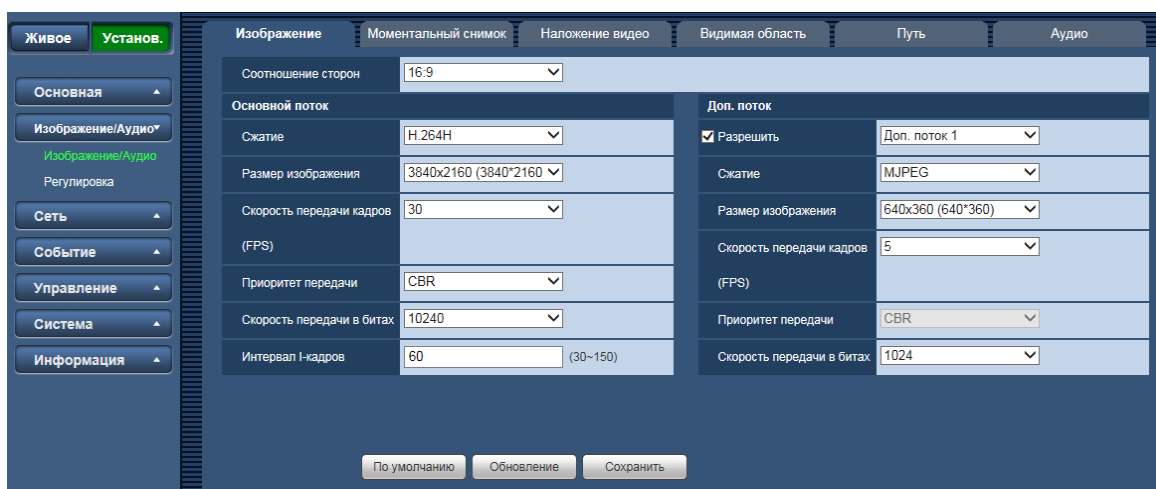 Живое Установ.
Изображение Моментальный снимок Наложение видео Видимая область Путь Аудио
Соотношение сторон 16:9
Основная
Основной поток Доп. поток
Изображение/Аудио
Сжатие H.264H Разрешить Доп. поток 1
Изображение/Аудио
Размер изображения 3840x2160 (3840*2160 Сжатие MJPEG
Регулировка
Скорость передачи кадров 30 Размер изображения 640x360 (640*360)
Сеть
(FPS) Скорость передачи кадров 5
Событие
Приоритет передачи CBR (FPS)
Управление
Скорость передачи в битах 10240 Приоритет передачи CBR
Система
Интервал I-кадров 60 (30~150) Скорость передачи в битах 1024
Информация
По умолчанию Обновление Сохранить